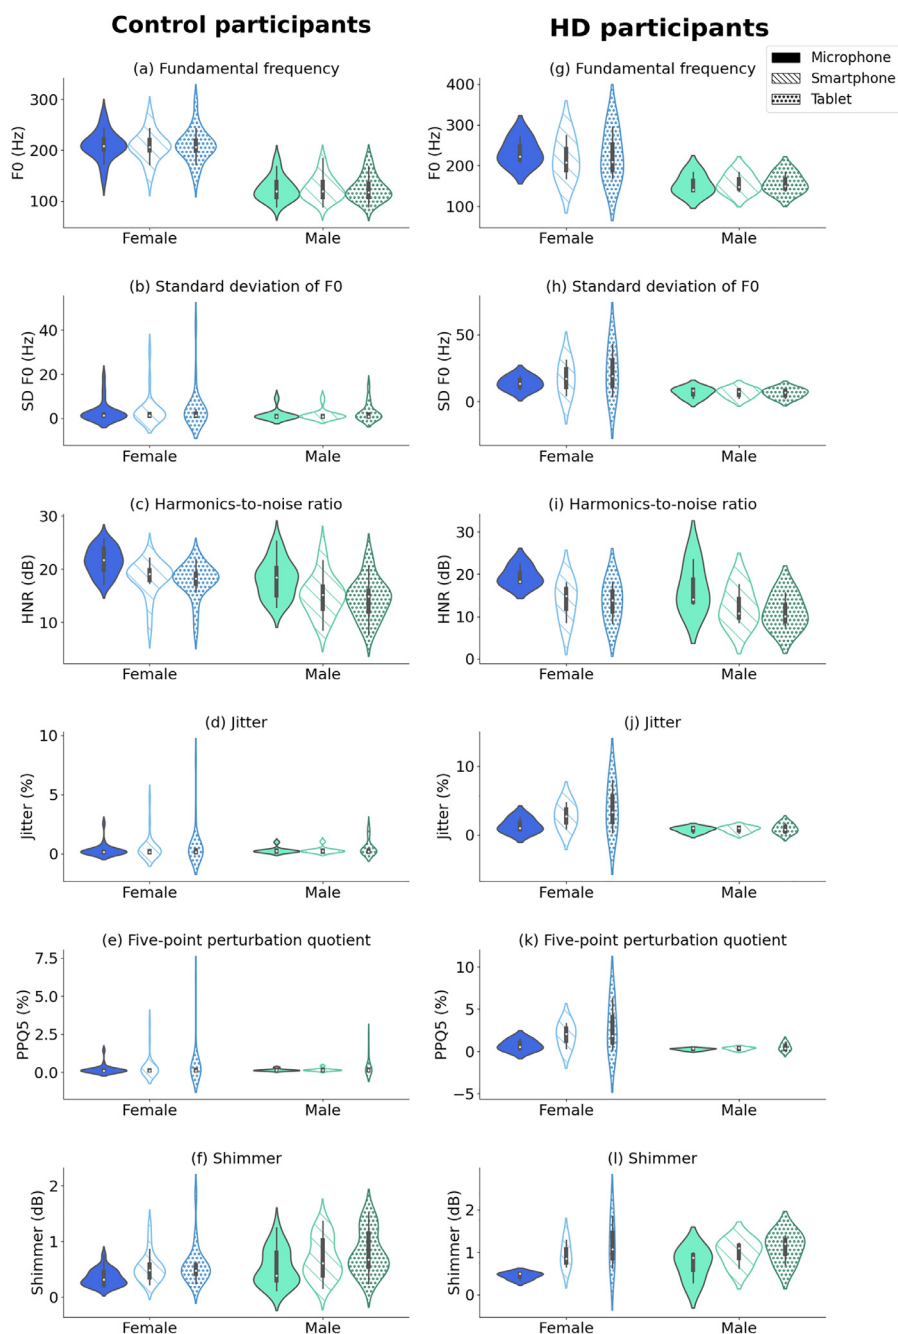 Control participants
HD participants
Microphone
Smartphone
Tablet
(a) Fundamental frequency
F0 (Hz)
300
200
100
Female
Male
(g) Fundamental frequency
F0 (Hz)
400
300
200
100
Female
Male
(b) Standard deviation of F0
SD F0 (Hz)
40
20
0
Female
Male
(h) Standard deviation of F0
SD F0 (Hz)
50
0
Female
Male
(c) Harmonics-to-noise ratio
HNR (dB)
30
20
10
Female
Male
(i) Harmonics-to-noise ratio
HNR (dB)
30
20
10
0
Female
Male
(d) Jitter
Jitter (%)
10
5
0
Female
Male
(j) Jitter
Jitter (%)
10
0
Female
Male
(e) Five-point perturbation quotient
PPQ5 (%)
7.5
5.0
2.5
0.0
Female
Male
(k) Five-point perturbation quotient
PPQ5 (%)
10
5
0
−5
Female
Male
(f) Shimmer
Shimmer (dB)
2
1
0
Female
Male
(l) Shimmer
Shimmer (dB)
2
1
0
Female
Male